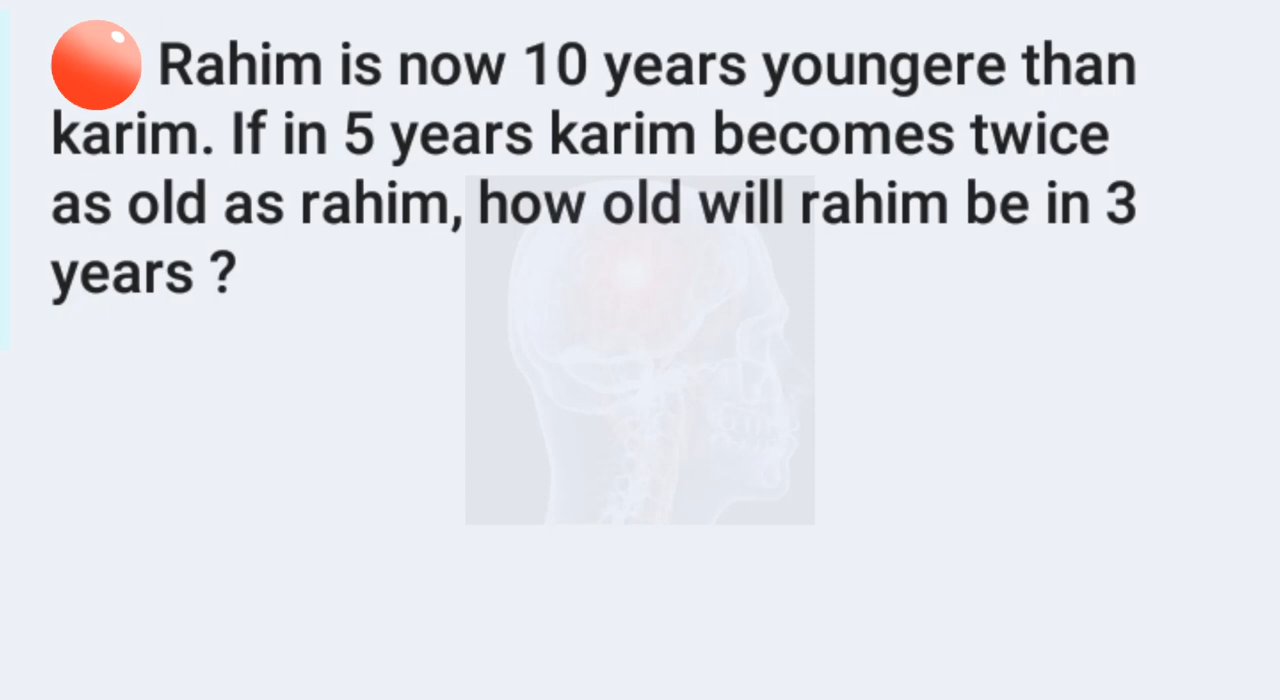 Rahim is now 10 years youngere than
karim. If in 5 years karim becomes twice
as old as rahim, how old will rahim be in 3
years ?